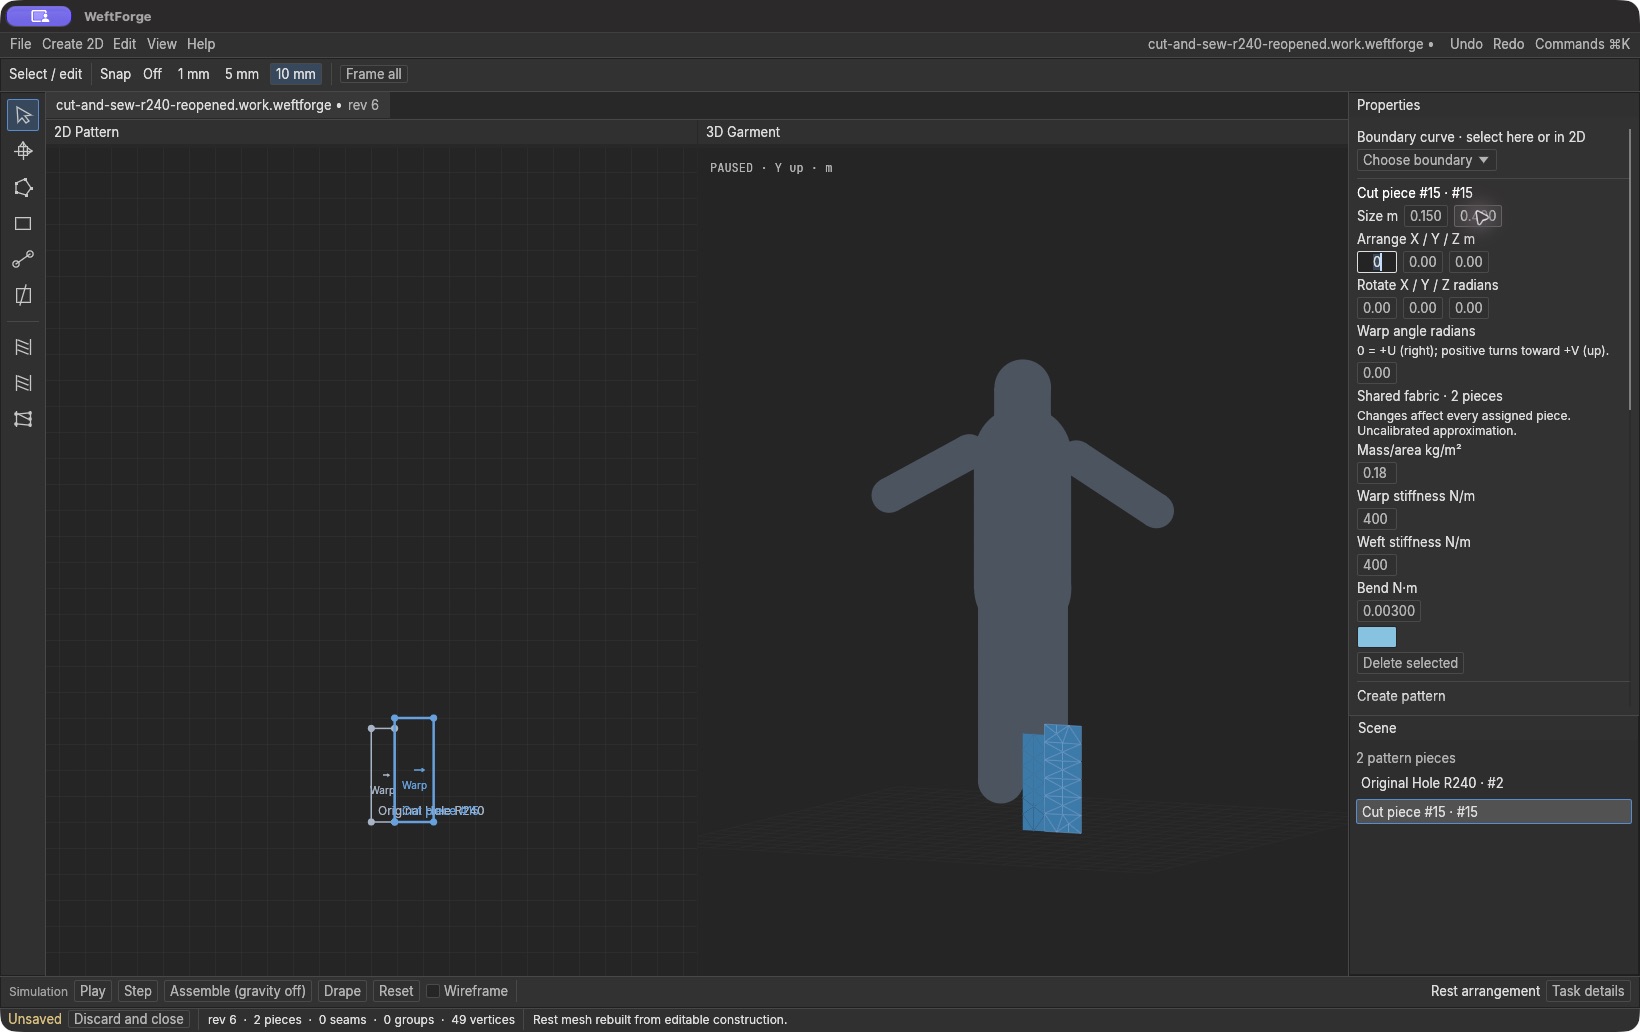 WeftForge
File Create 2D Edit View Help
cut-and-sew-r240-reopened.work.weftforge • Undo Redo Commands ⌘K
Select / edit Snap Off 1 mm 5 mm 10 mm Frame all
cut-and-sew-r240-reopened.work.weftforge • rev 6
2D Pattern
3D Garment
PAUSED · Y up · m
Warp
Warp
Original Hole R240
Properties
Boundary curve · select here or in 2D
Choose boundary
Cut piece #15 · #15
Size m 0.150
Arrange X / Y / Z m
0 0.00 0.00
Rotate X / Y / Z radians
0.00 0.00 0.00
Warp angle radians
0 = +U (right); positive turns toward +V (up).
0.00
Shared fabric · 2 pieces
Changes affect every assigned piece.
Uncalibrated approximation.
Mass/area kg/m²
0.18
Warp stiffness N/m
400
Weft stiffness N/m
400
Bend N·m
0.00300
Delete selected
Create pattern
Scene
2 pattern pieces
Original Hole R240 · #2
Cut piece #15 · #15
Simulation Play Step Assemble (gravity off) Drape Reset Wireframe
Rest arrangement Task details
Unsaved Discard and close rev 6 · 2 pieces · 0 seams · 0 groups · 49 vertices Rest mesh rebuilt from editable construction.